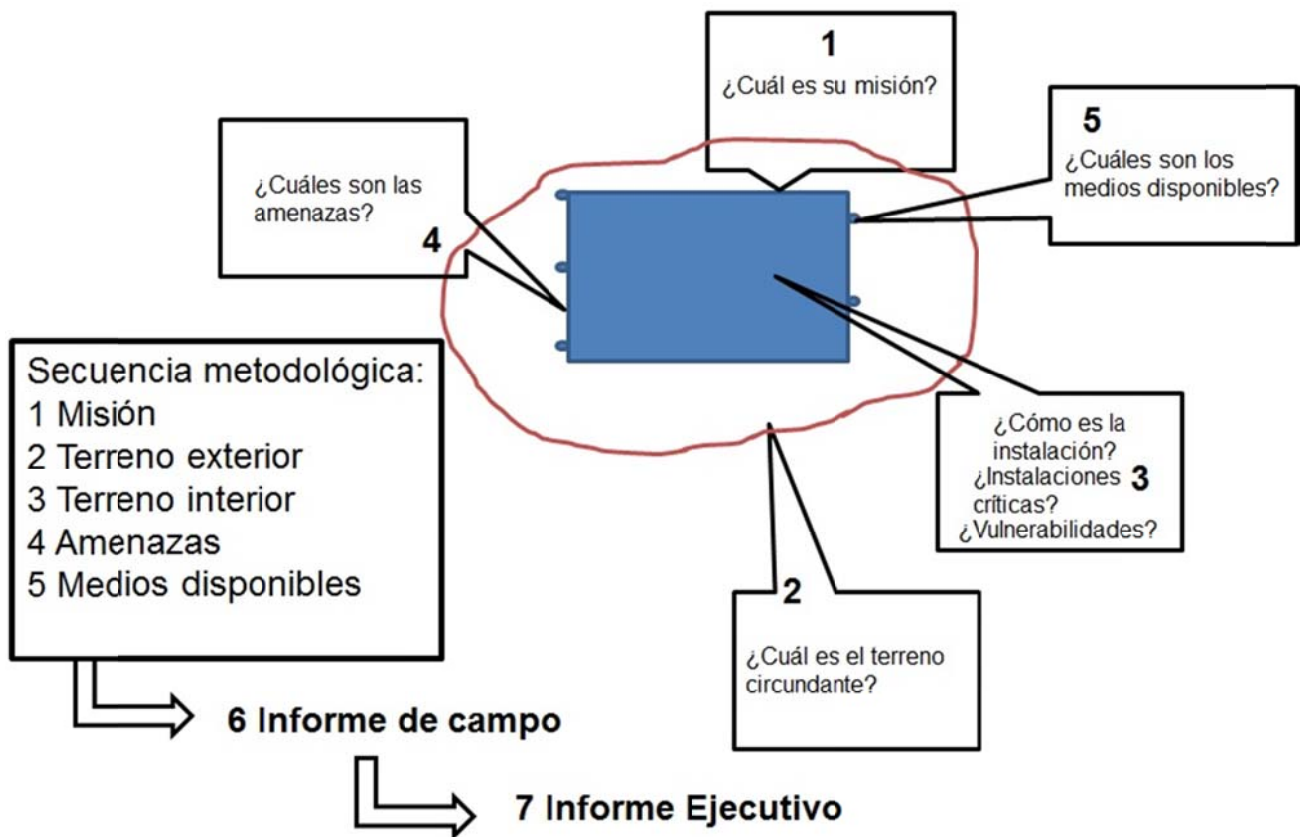 1
¿Cuál es su misión?
5
¿Cuáles son los
medios disponibles?
¿Cuáles son las
amenazas?
4
Secuencia metodológica:
1 Misión
2 Terreno exterior
3 Terreno interior
4 Amenazas
5 Medios disponibles
¿Cómo es la
instalación?
¿Instalaciones 3
críticas?
¿Vulnerabilidades?
2
¿Cuál es el terreno
circundante?
6 Informe de campo
7 Informe Ejecutivo